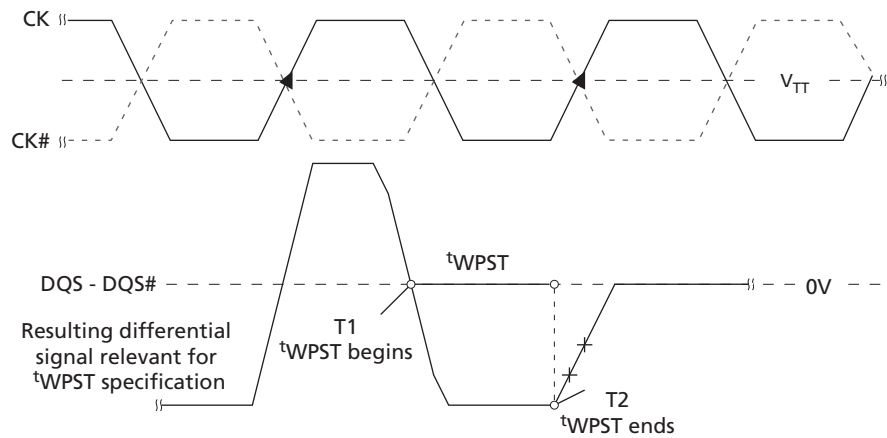 CK
VTT
CK#
tWPST
DQS - DQS#
0V
Resulting differential
signal relevant for
tWPST specification
T1
tWPST begins
T2
tWPST ends